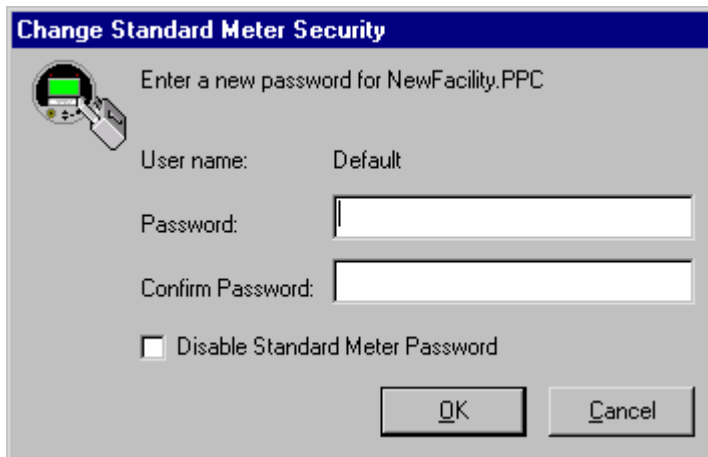 Change Standard Meter Security
Enter a new password for NewFacility.PPC
User name: Default
Password:
Confirm Password:
Disable Standard Meter Password
OK Cancel